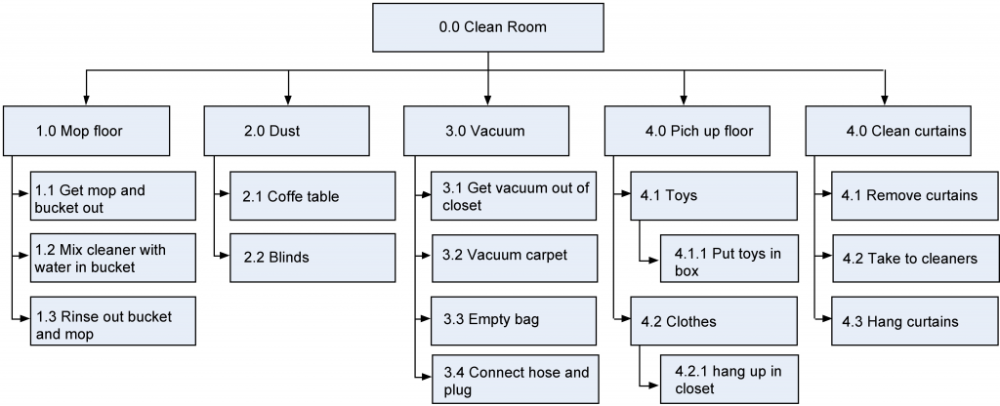 0.0 Clean Room
1.0 Mop floor
1.1 Get mop and
bucket out
1.2 Mix cleaner with
water in bucket
1.3 Rinse out bucket
and mop
2.0 Dust
2.1 Coffe table
2.2 Blinds
3.0 Vacuum
3.1 Get vacuum out of
closet
3.2 Vacuum carpet
3.3 Empty bag
3.4 Connect hose and
plug
4.0 Pich up floor
4.1 Toys
4.1.1 Put toys in
box
4.2 Clothes
4.2.1 hang up in
closet
4.0 Clean curtains
4.1 Remove curtains
4.2 Take to cleaners
4.3 Hang curtains